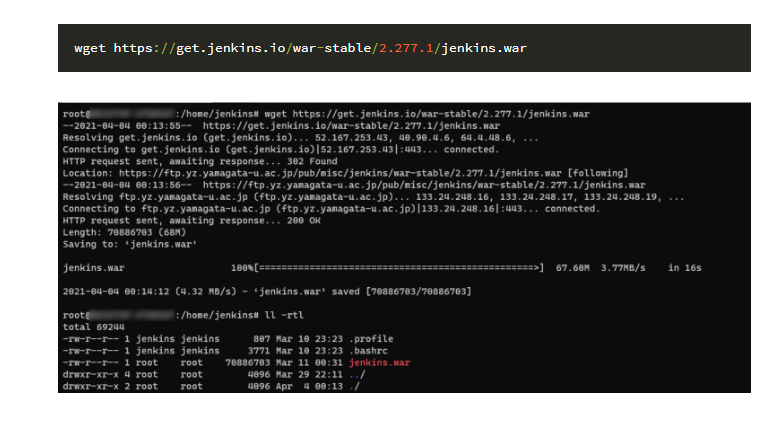 wget https://get.jenkins.io/war-stable/2.277.1/jenkins.war
root@ :/home/jenkins# wget https://get.jenkins.io/war-stable/2.277.1/jenkins.war
--2021-04-04 00:13:55-- https://get.jenkins.io/war-stable/2.277.1/jenkins.war
Resolving get.jenkins.io (get.jenkins.io)... 52.167.253.43, 40.90.4.6, 64.4.48.6, ...
Connecting to get.jenkins.io (get.jenkins.io)|52.167.253.43|:443... connected.
HTTP request sent, awaiting response... 302 Found
Location: https://ftp.yz.yamagata-u.ac.jp/pub/misc/jenkins/war-stable/2.277.1/jenkins.war [following]
--2021-04-04 00:13:56-- https://ftp.yz.yamagata-u.ac.jp/pub/misc/jenkins/war-stable/2.277.1/jenkins.war
Resolving ftp.yz.yamagata-u.ac.jp (ftp.yz.yamagata-u.ac.jp)... 133.24.248.16, 133.24.248.17, 133.24.248.19, ...
Connecting to ftp.yz.yamagata-u.ac.jp (ftp.yz.yamagata-u.ac.jp)|133.24.248.16|:443... connected.
HTTP request sent, awaiting response... 200 OK
Length: 70886703 (68M)
Saving to: ‘jenkins.war’
jenkins.war 100%[=================================================>] 67.60M 3.77MB/s in 16s
2021-04-04 00:14:12 (4.32 MB/s) - ‘jenkins.war’ saved [70886703/70886703]
root@ :/home/jenkins# ll -rtl
total 69244
-rw-r--r-- 1 jenkins jenkins 807 Mar 10 23:23 .profile
-rw-r--r-- 1 jenkins jenkins 3771 Mar 10 23:23 .bashrc
-rw-r--r-- 1 root root 70886703 Mar 11 00:31 jenkins.war
drwxr-xr-x 4 root root 4096 Mar 29 22:11 ../
drwxr-xr-x 2 root root 4096 Apr 4 00:13 ./